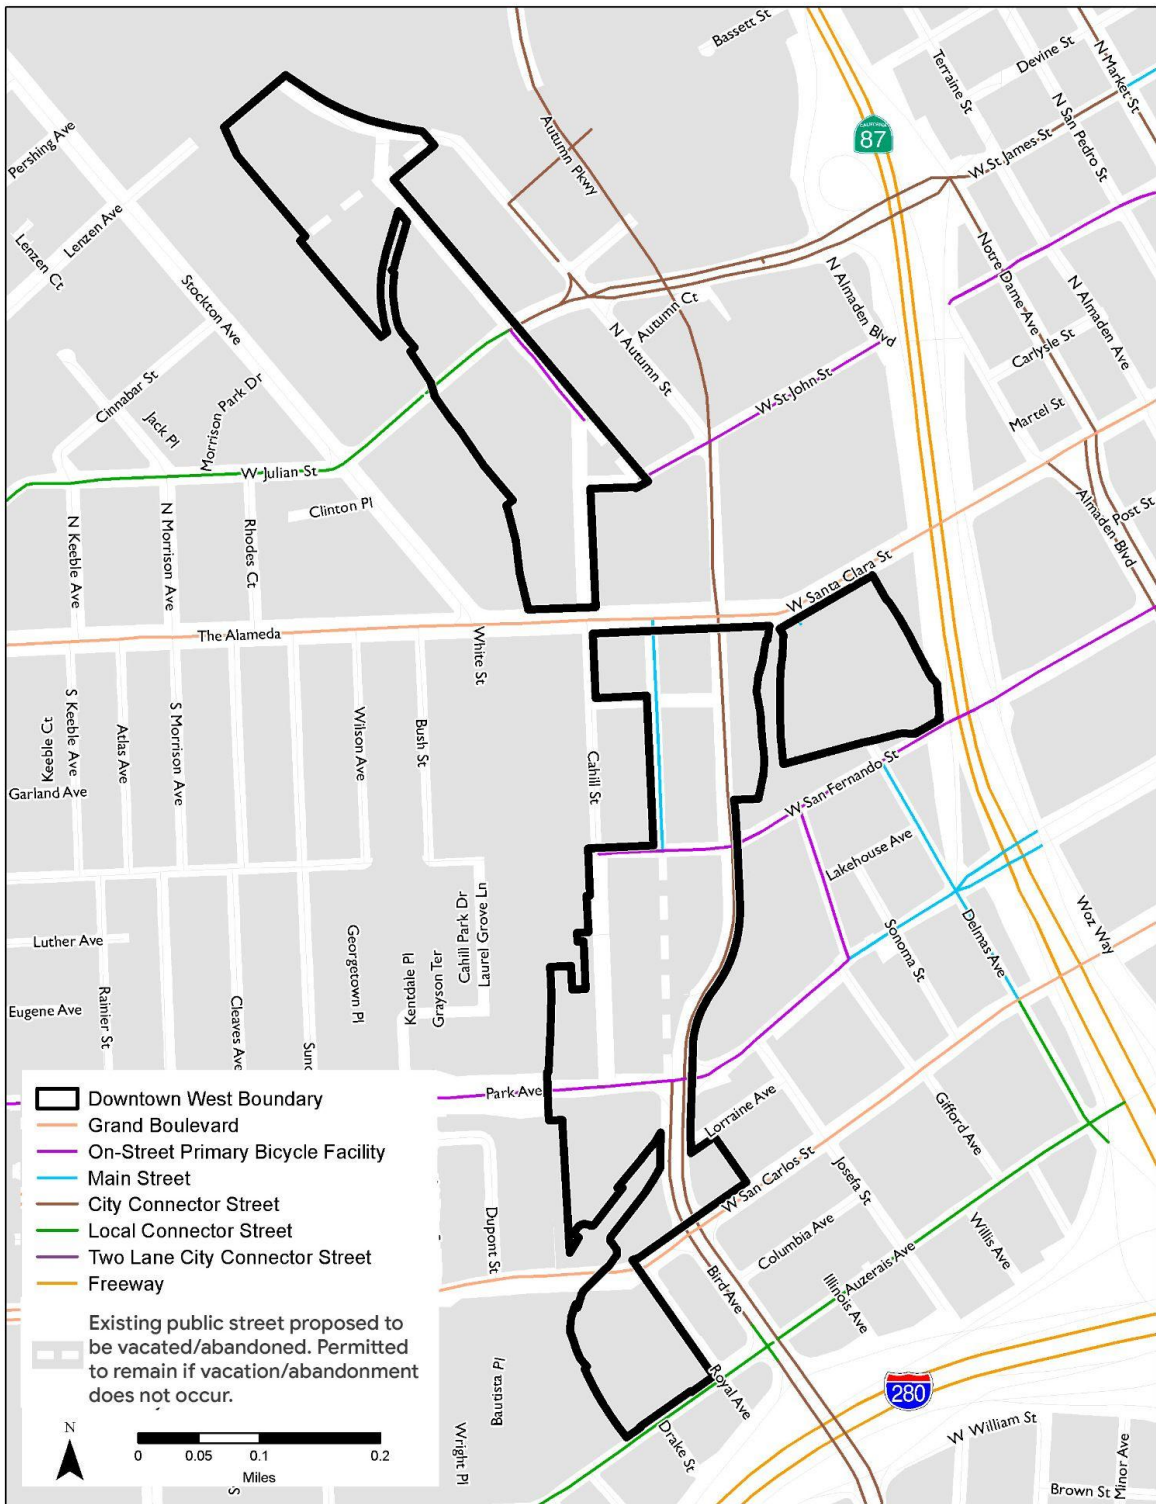 Bassett St
Devine St
N Market St
Terraine St
N San Pedro St
Autumn Pkwy
CALIFORNIA
87
W St James St
Pershing Ave
Lenzen Ave
Lenzen Ct
Stockton Ave
Notre Dame Ave
N Almaden Blvd
N Almaden Ave
Autumn Ct
N Autumn St
Carlysle St
Cinnabar St
Jack Pl
Morrison Park Dr
W St John St
Martel St
W Julian St
Clinton Pl
Almaden Blvd
Post St
N Keeble Ave
N Morrison Ave
Rhodes Ct
W Santa Clara St
The Alameda
White St
Keeble Ct
S Keeble Ave
Atlas Ave
S Morrison Ave
Wilson Ave
Bush St
Cahill St
Garland Ave
W San Fernando St
Lakehouse Ave
Luther Ave
Georgetown Pl
Kentdale Pl
Grayson Ter
Cahill Park Dr
Laurel Grove Ln
Sonoma St
Delmas Ave
Woz Way
Eugene Ave
Rainier St
Cleaves Ave
Park Ave
Lorraine Ave
Gifford Ave
Josefa St
W San Carlos St
Dupont St
Columbia Ave
Willis Ave
Auzerais Ave
Illinois Ave
Bird Ave
Royal Ave
Drake St
Bautista Pl
Wright Pl
280
W William St
Minor Ave
Brown St
Downtown West Boundary
Grand Boulevard
On-Street Primary Bicycle Facility
Main Street
City Connector Street
Local Connector Street
Two Lane City Connector Street
Freeway
Existing public street proposed to
be vacated/abandoned. Permitted
to remain if vacation/abandonment
does not occur.
N
0 0.05 0.1 0.2
Miles